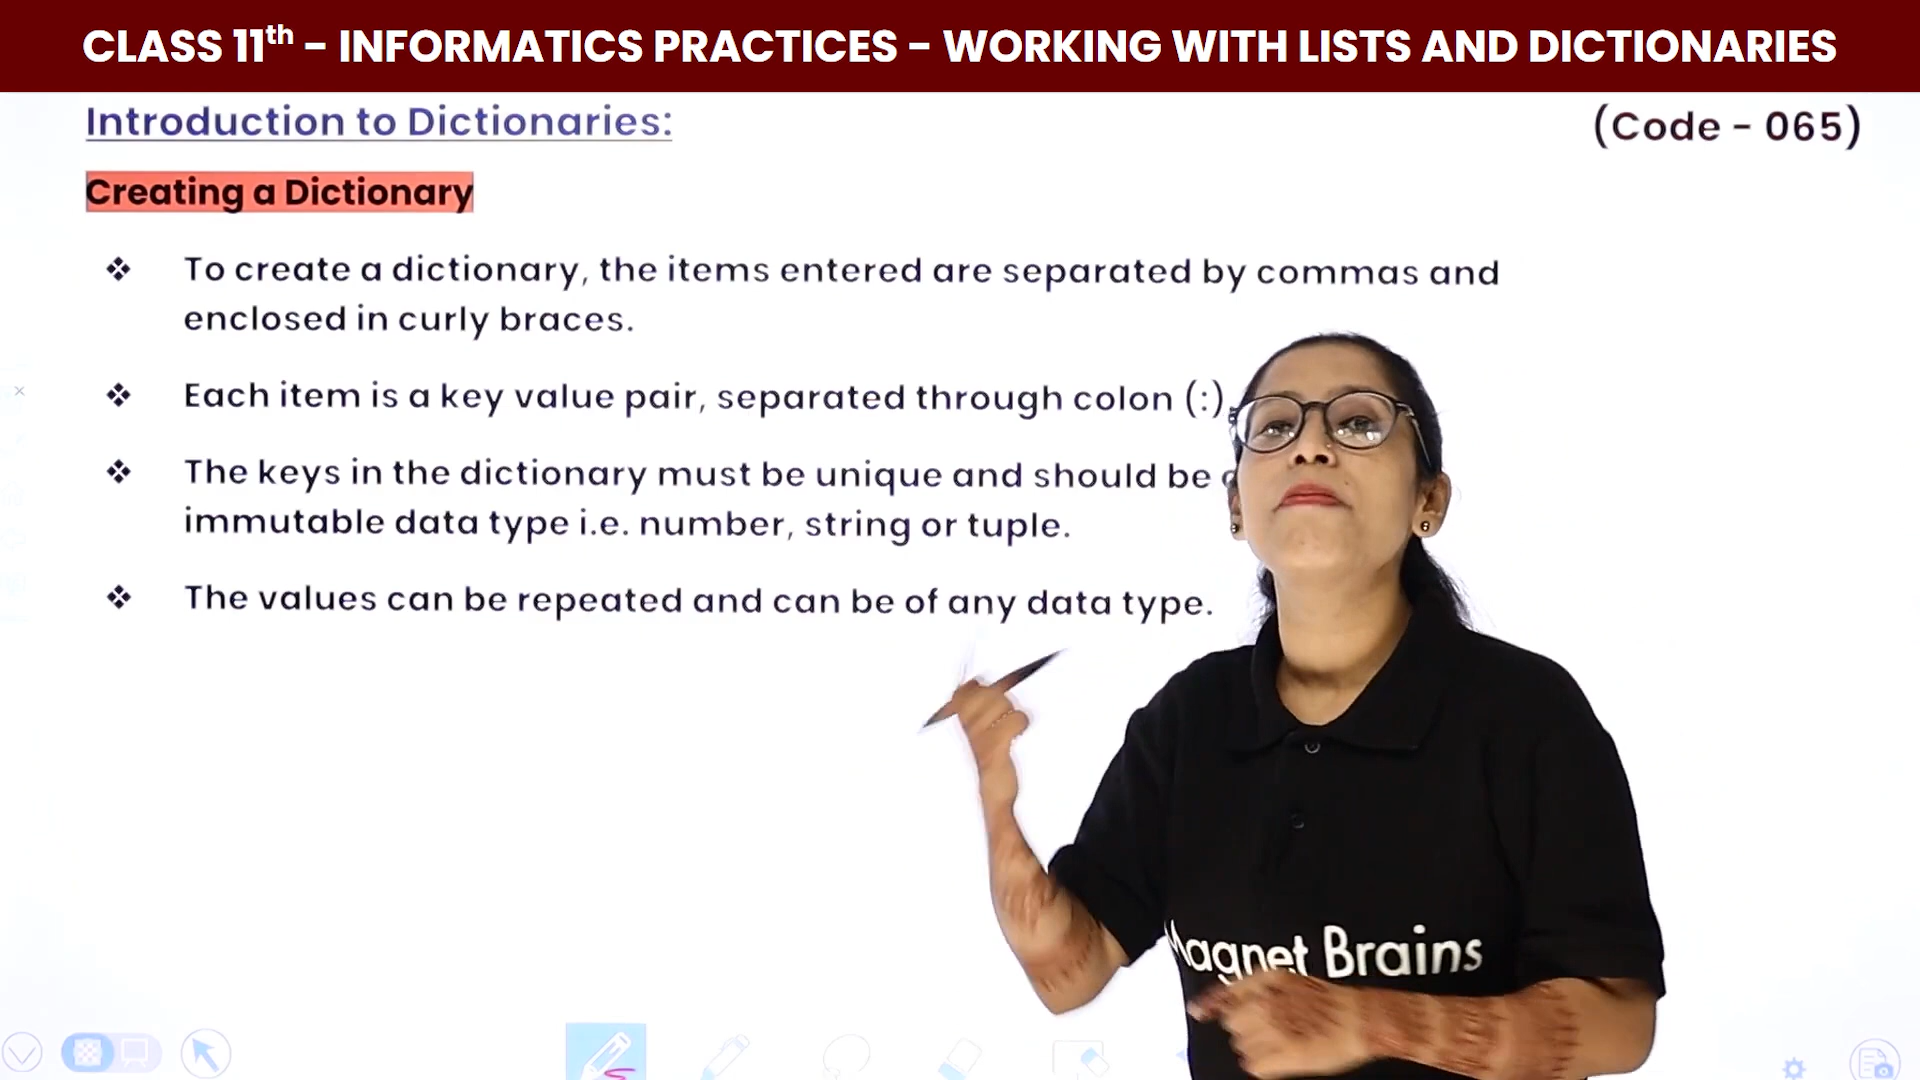 CLASS 11th – INFORMATICS PRACTICES – WORKING WITH LISTS AND DICTIONARIES
Introduction to Dictionaries:
(Code - 065)
Creating a Dictionary
❖ To create a dictionary, the items entered are separated by commas and
enclosed in curly braces.
❖ Each item is a key value pair, separated through colon (:)
❖ The keys in the dictionary must be unique and should be
immutable data type i.e. number, string or tuple.
❖ The values can be repeated and can be of any data type.
Magnet Brains